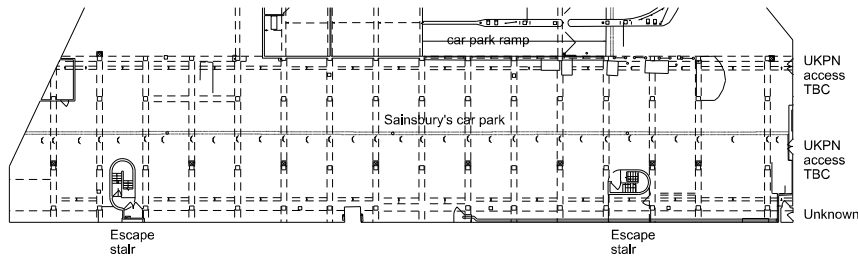 car park ramp
UKPN
access
TBC
Sainsbury's car park
UKPN
access
TBC
Unknown
Escape
stair
Escape
stair